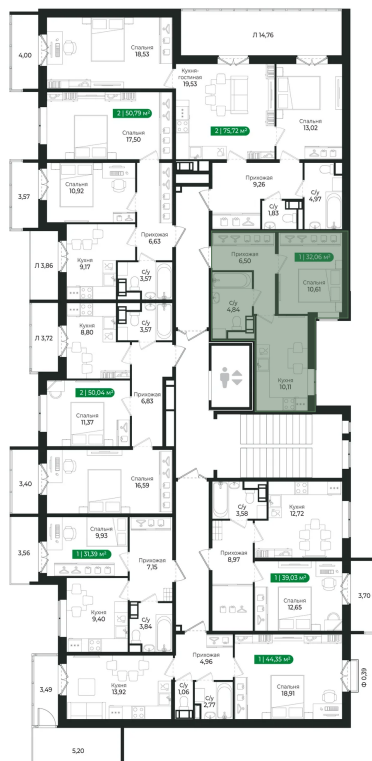 Л 14,76
4,00
Спальня
18,53
Кухня-
гостиная
19,53
2 | 50,79 м²
Спальня
17,50
2 | 75,72 м²
Спальня
13,02
3,57
Спальня
10,92
Прихожая
9,26
С/у
1,83
С/у
4,97
Прихожая
6,63
Л 3,86
Кухня
9,17
С/у
3,57
Прихожая
6,50
1 | 32,06 м²
Спальня
10,61
С/у
4,84
Л 3,72
Кухня
8,80
С/у
3,57
Кухня
10,11
2 | 50,04 м²
Спальня
11,37
Прихожая
6,83
3,40
Спальня
16,59
С/у
3,58
Кухня
12,72
3,56
Спальня
9,93
1 | 31,39 м²
Прихожая
7,15
Прихожая
8,97
1 | 39,03 м²
Спальня
12,65
3,70
Кухня
9,40
С/у
3,84
Прихожая
4,96
1 | 44,35 м²
3,49
Кухня
13,92
С/у
1,06
С/у
2,77
Спальня
18,91
Ф 0,39
5,20